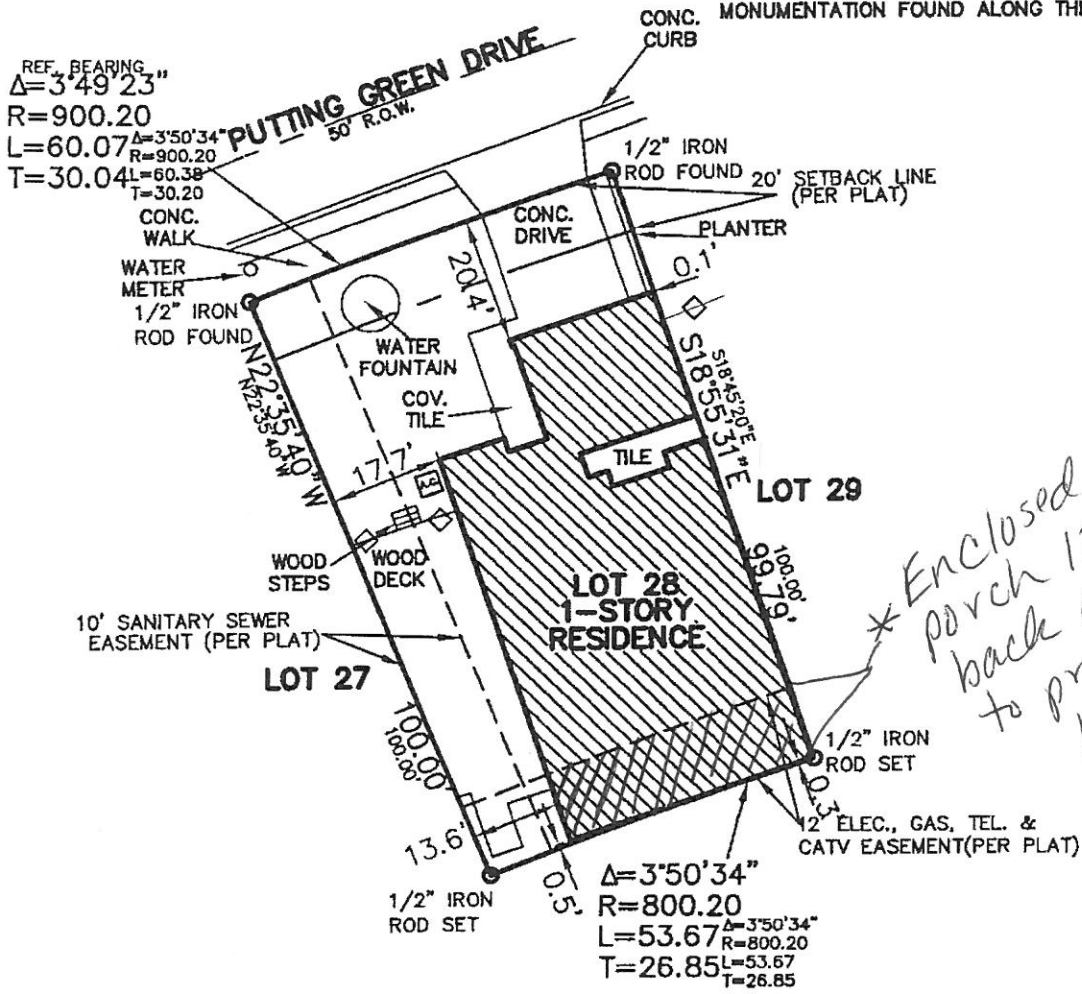 CONC.
CURB
MONUMENTATION FOUND ALONG THE
REF. BEARING
Δ=3°49'23"
R=900.20
L=60.07
T=30.04
Δ=3°50'34"
R=900.20
L=60.38
T=30.20
PUTTING GREEN DRIVE
50' R.O.W.
1/2" IRON
ROD FOUND
20' SETBACK LINE
(PER PLAT)
CONC.
WALK
CONC.
DRIVE
PLANTER
WATER
METER
1/2" IRON
ROD FOUND
20.4'
0.1'
WATER
FOUNTAIN
COV.
TILE
N22°35'40"W
N22°35'40"W
S18°45'20"E
S18°55'31"E
17.7'
TILE
LOT 29
WOOD
STEPS
WOOD
DECK
LOT 28
1-STORY
RESIDENCE
100.00'
99.79'
10' SANITARY SEWER
EASEMENT (PER PLAT)
LOT 27
100.00'
100.00'
* Enclosed
porch
back
to
1/2" IRON
ROD SET
0.3'
12' ELEC., GAS, TEL. &
CATV EASEMENT(PER PLAT)
13.6'
1/2" IRON
ROD SET
0.5'
Δ=3°50'34"
R=800.20
L=53.67
T=26.85
Δ=3°50'34"
R=800.20
L=53.67
T=26.85